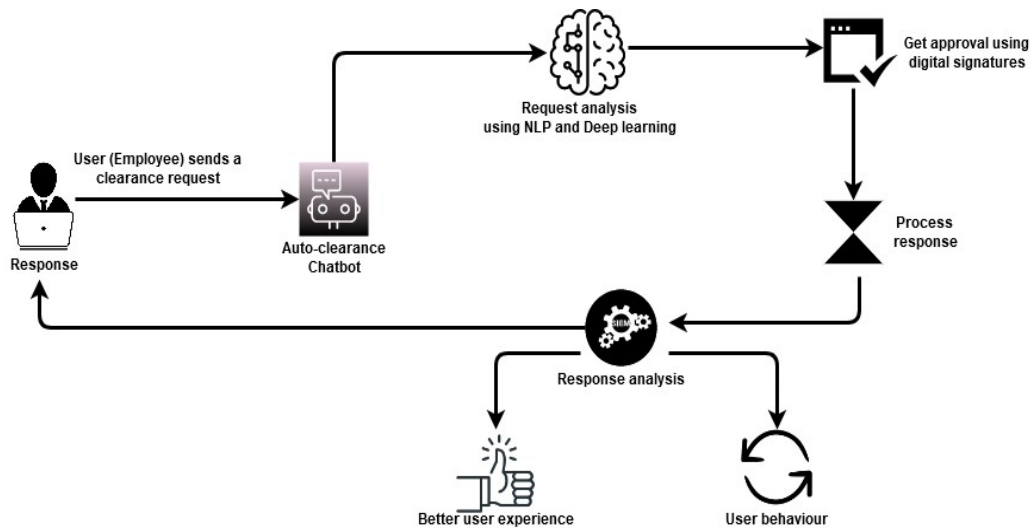 Get approval using
digital signatures
Request analysis
using NLP and Deep learning
User (Employee) sends a
clearance request
Response
Auto-clearance
Chatbot
Process
response
SIEM
Response analysis
Better user experience
User behaviour